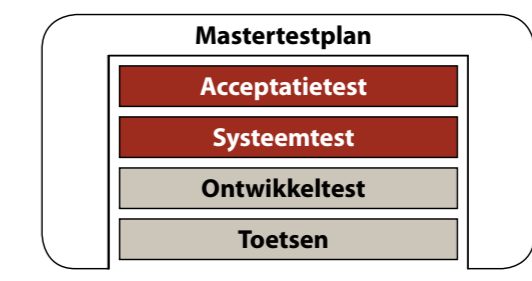 Mastertestplan
Acceptatietest
Systeemtest
Ontwikkeltest
Toetsen